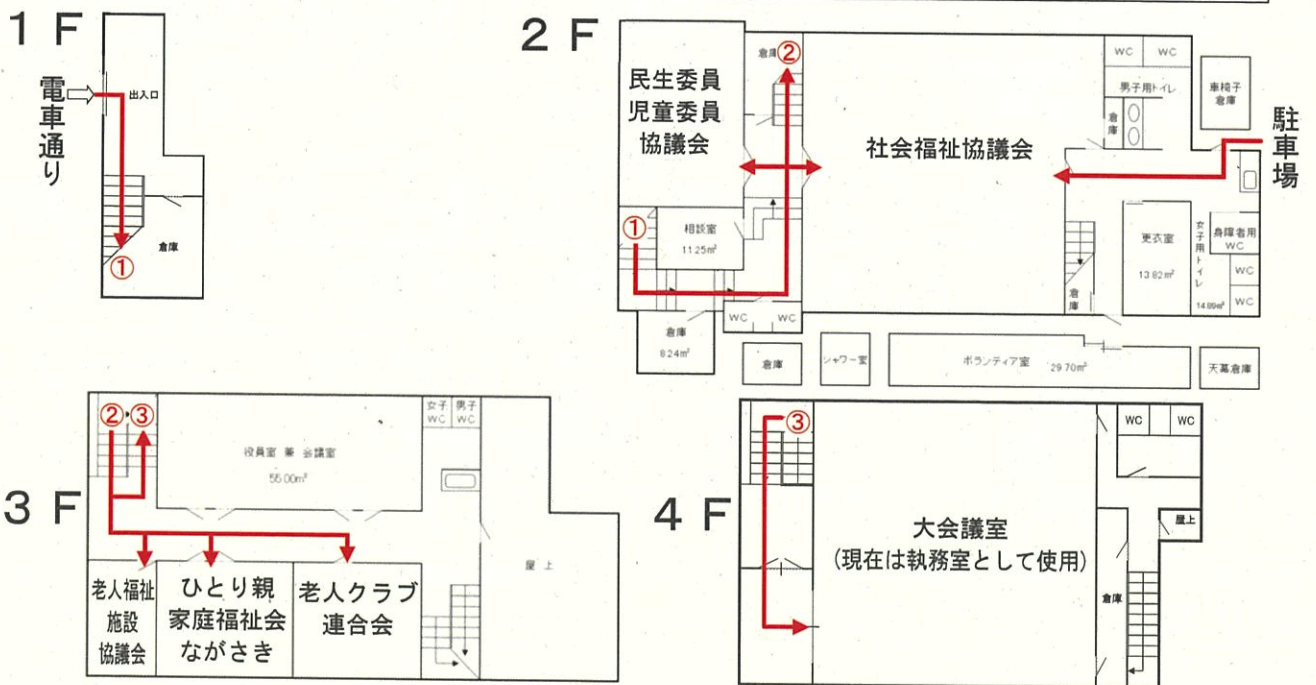 1 F
電車通り
出入口
倉庫
①
2 F
民生委員
児童委員
協議会
倉庫
②
①
相談室
11.25m²
倉庫
8.24m²
WC
WC
倉庫
シャワー室
社会福祉協議会
WC
WC
男子用トイレ
倉庫
車椅子
倉庫
駐車場
更衣室
13.82m²
女子用トイレ
14.89m²
身障者用
WC
WC
WC
倉庫
ボランティア室
29.70m²
天幕倉庫
3 F
②
③
役員室 兼 会議室
55.00m²
女子
WC
男子
WC
屋上
老人福祉
施設
協議会
ひとり親
家庭福祉会
ながさき
老人クラブ
連合会
4 F
③
大会議室
(現在は執務室として使用)
WC
WC
屋上
倉庫